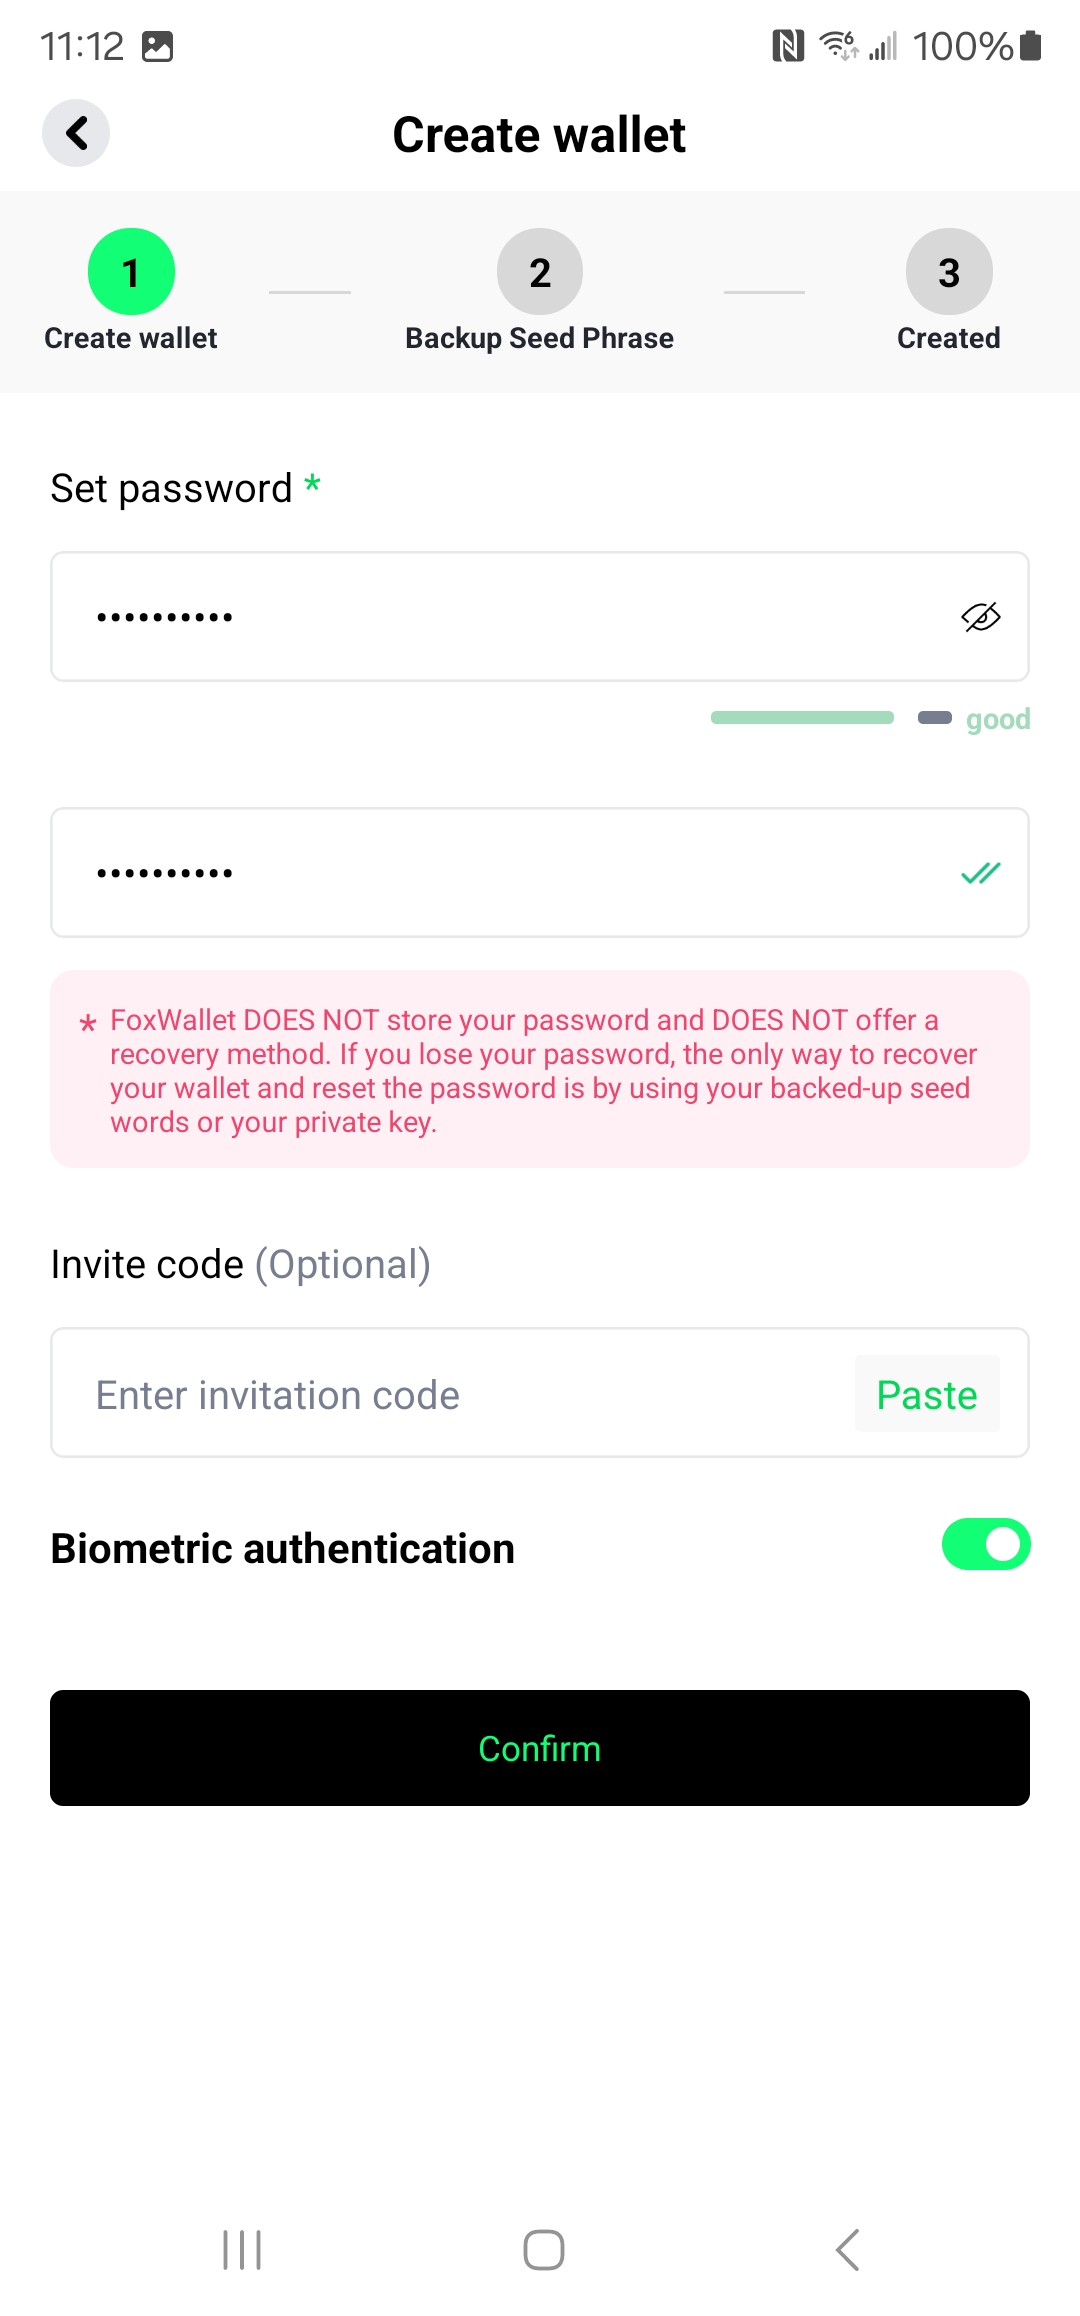 11:12
100%
Create wallet
1
2
3
Create wallet
Backup Seed Phrase
Created
Set password *
••••••••••
good
••••••••••
* FoxWallet DOES NOT store your password and DOES NOT offer a
recovery method. If you lose your password, the only way to recover
your wallet and reset the password is by using your backed-up seed
words or your private key.
Invite code (Optional)
Enter invitation code
Paste
Biometric authentication
Confirm